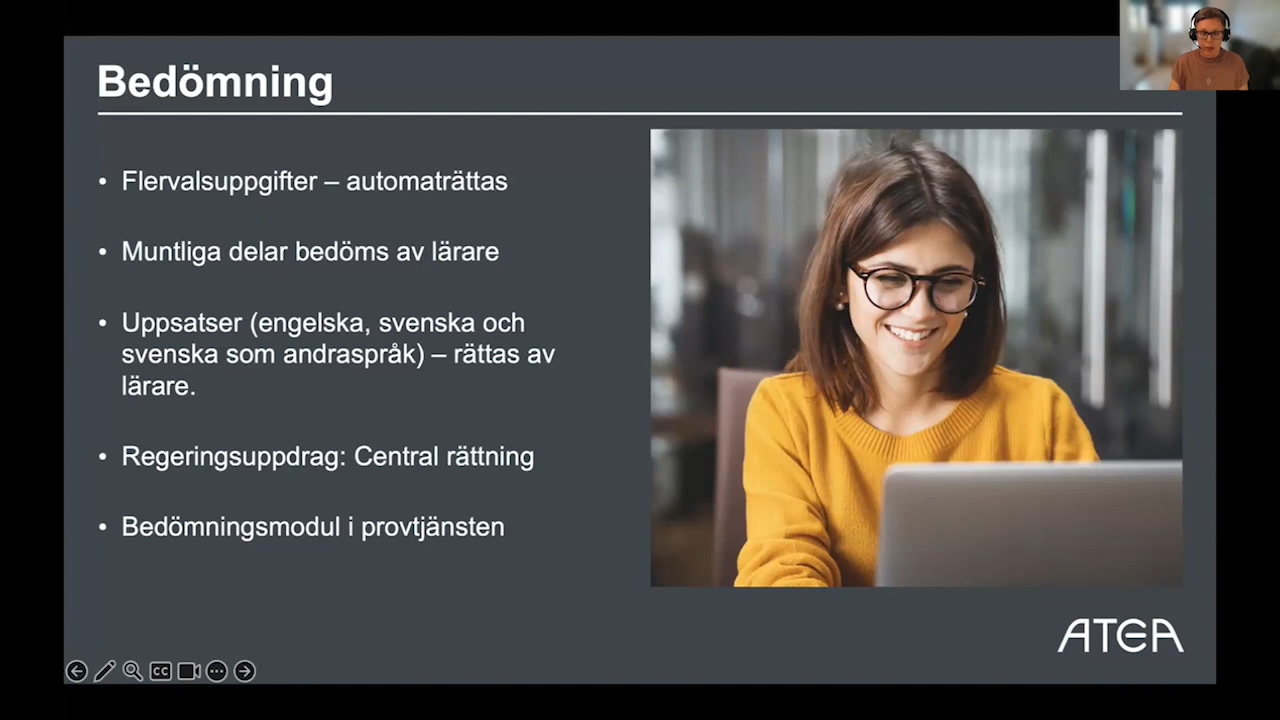 Bedömning
• Flervalsuppgifter – automaträttas
• Muntliga delar bedöms av lärare
• Uppsatser (engelska, svenska och
svenska som andraspråk) – rättas av
lärare.
• Regeringsuppdrag: Central rättning
• Bedömningsmodul i provtjänsten
ATEA
CC